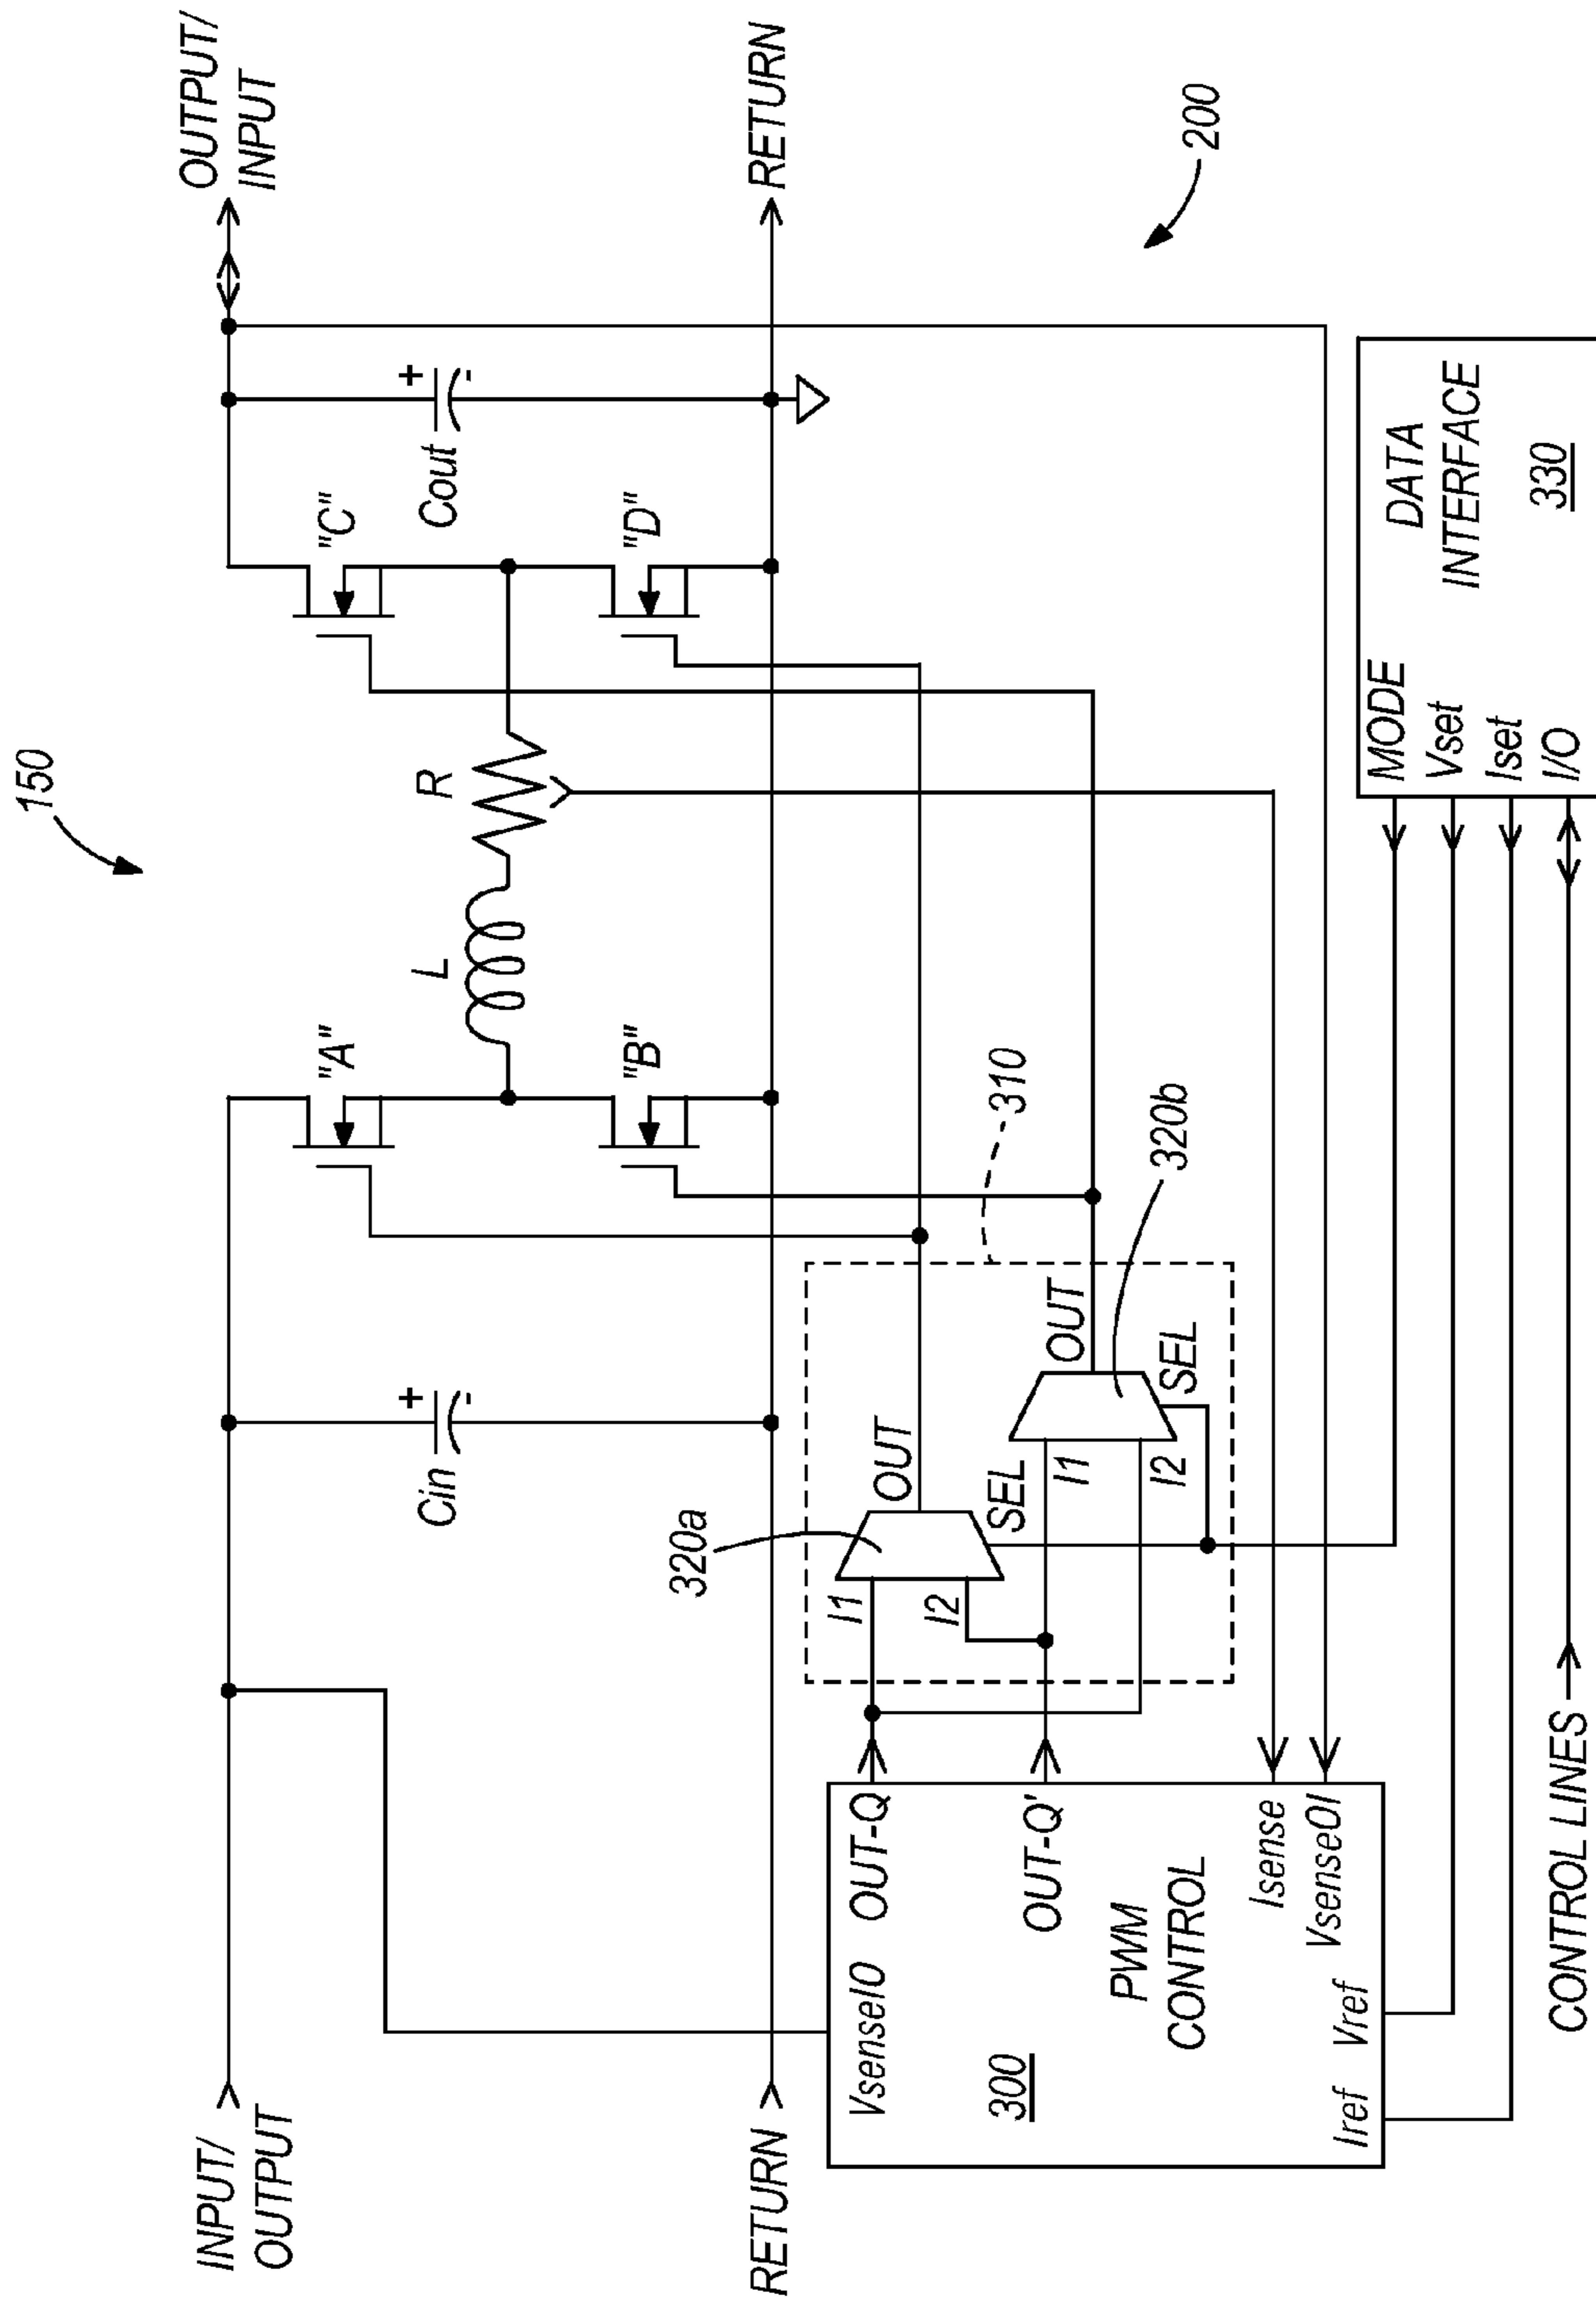 150
INPUT/
OUTPUT
OUTPUT/
INPUT
"A"
"C"
Cin
+
-
L
R
Cout
+
-
"B"
"D"
RETURN
RETURN
320a
310
VsenseIO
OUT-Q
I1
OUT
I2
SEL
300
OUT-Q'
I1
OUT
I2
SEL
320b
PWM
CONTROL
200
Isense
VsenseOI
Iref
Vref
MODE
Vset
Iset
I/O
DATA
INTERFACE
330
CONTROL LINES